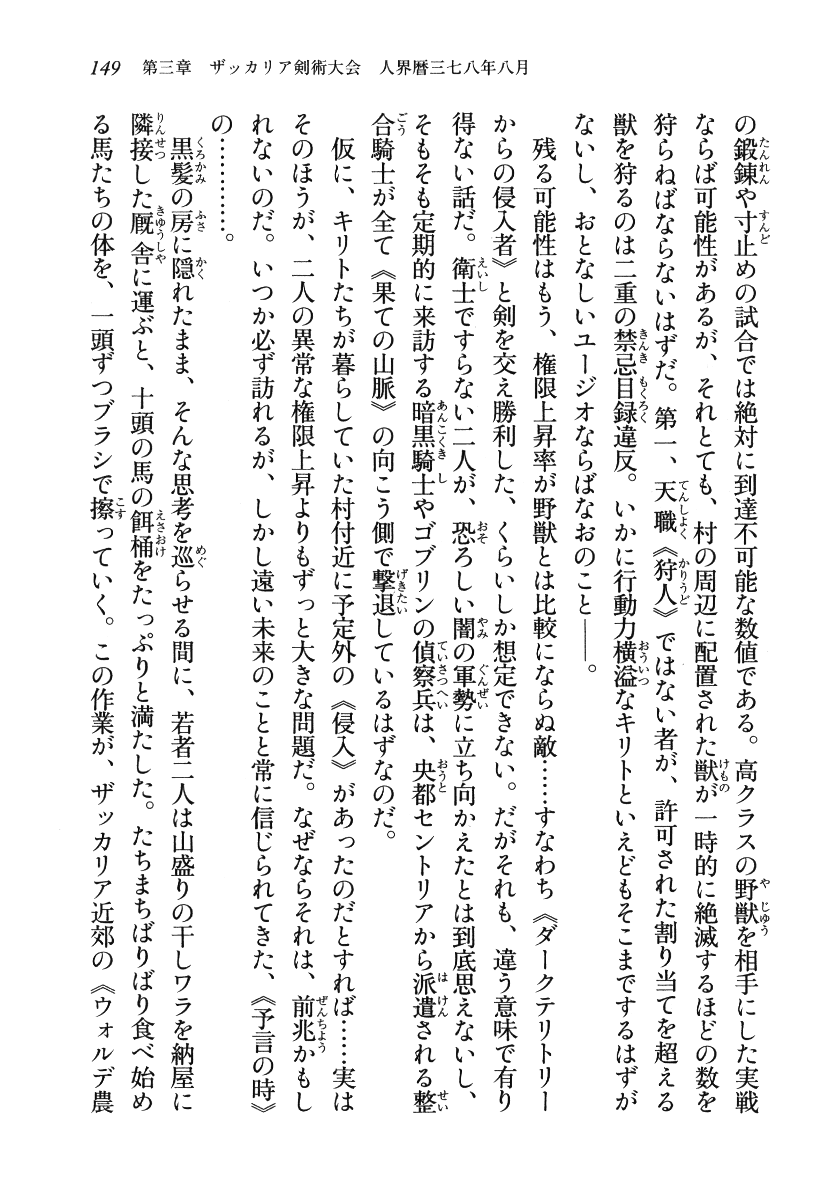 149　第三章　ザッカリア剣術大会　人界暦三七八年八月
の鍛錬や寸止めの試合では絶対に到達不可能な数値である。高クラスの野獣を相手にした実戦
ならば可能性があるが、それとても、村の周辺に配置された獣が一時的に絶滅するほどの数を
狩らねばならないはずだ。第一、天職《狩人》ではない者が、許可された割り当てを超える
獣を狩るのは二重の禁忌目録違反。いかに行動力横溢なキリトといえどもそこまでするはずが
ないし、おとなしいユージオならばなおのこと――。
　残る可能性はもう、権限上昇率が野獣とは比較にならぬ敵……すなわち《ダークテリトリー
からの侵入者》と剣を交え勝利した、くらいしか想定できない。だがそれも、違う意味で有り
得ない話だ。衛士ですらない二人が、恐ろしい闇の軍勢に立ち向かえたとは到底思えないし、
そもそも定期的に来訪する暗黒騎士やゴブリンの偵察兵は、央都セントリアから派遣される整
合騎士が全て《果ての山脈》の向こう側で撃退しているはずなのだ。
　仮に、キリトたちが暮らしていた村付近に予定外の《侵入》があったのだとすれば……実は
そのほうが、二人の異常な権限上昇よりもずっと大きな問題だ。なぜならそれは、前兆かもし
れないのだ。いつか必ず訪れるが、しかし遠い未来のことと常に信じられてきた、《予言の時》
の…………。
　黒髪の房に隠れたまま、そんな思考を巡らせる間に、若者二人は山盛りの干しワラを納屋に
隣接した厩舎に運ぶと、十頭の馬の餌桶をたっぷりと満たした。たちまちばりばり食べ始め
る馬たちの体を、一頭ずつブラシで擦っていく。この作業が、ザッカリア近郊の《ウォルデ農